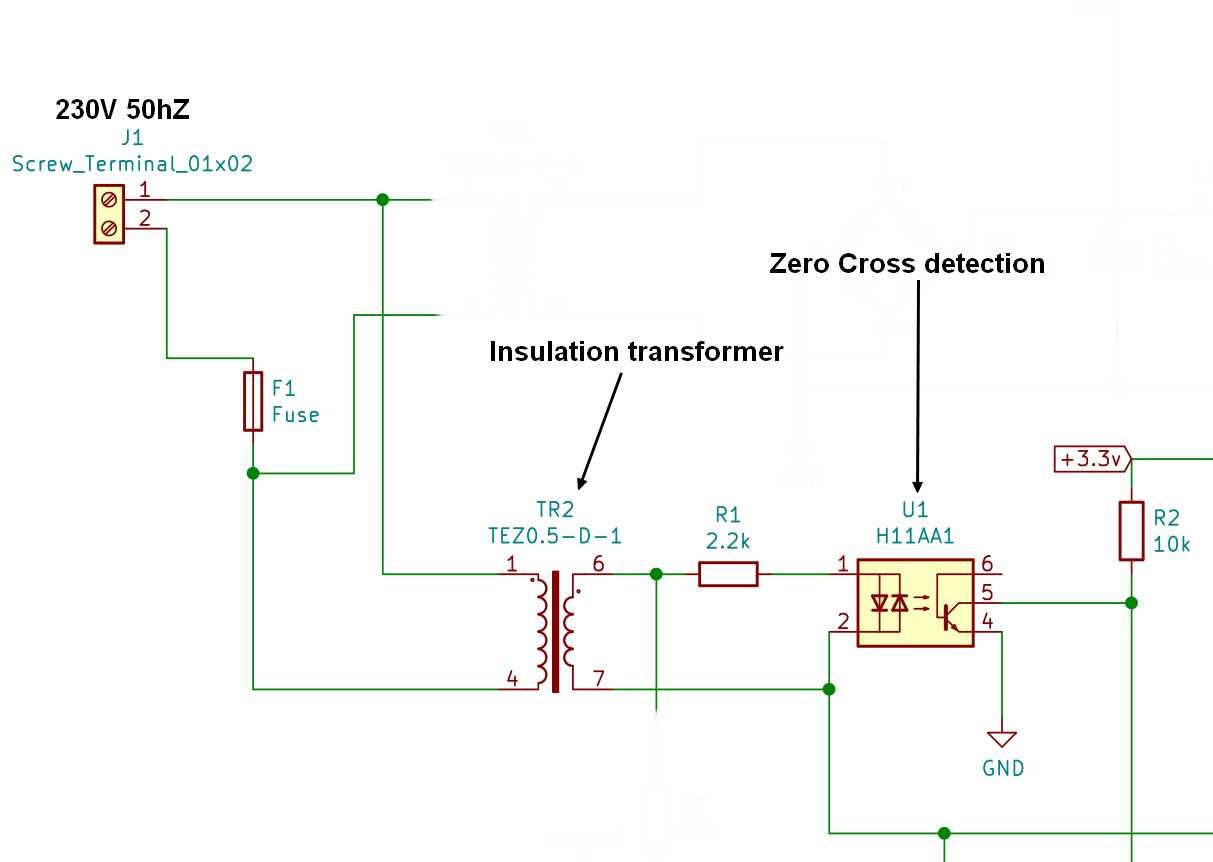 230V 50hZ
J1
Screw_Terminal_01x02
1
2
Zero Cross detection
Insulation transformer
F1
Fuse
+3.3v
TR2
TEZ0.5-D-1
R1
2.2k
U1
H11AA1
R2
10k
1
6
1
6
5
2
4
4
7
GND